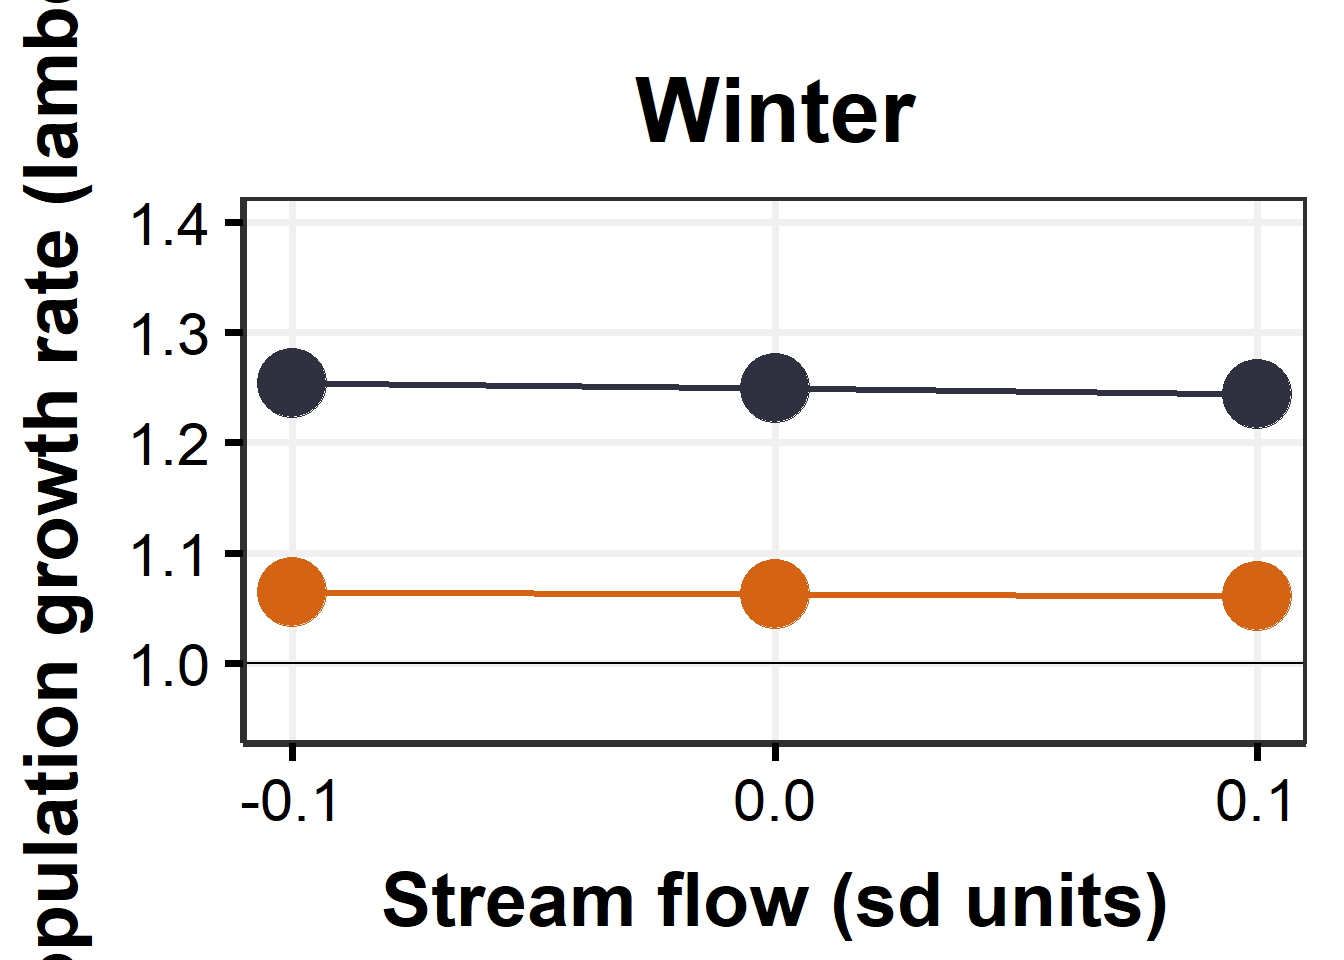 Winter
opulation growth rate (lambd
1.4
1.3
1.2
1.1
1.0
-0.1 0.0 0.1
Stream flow (sd units)